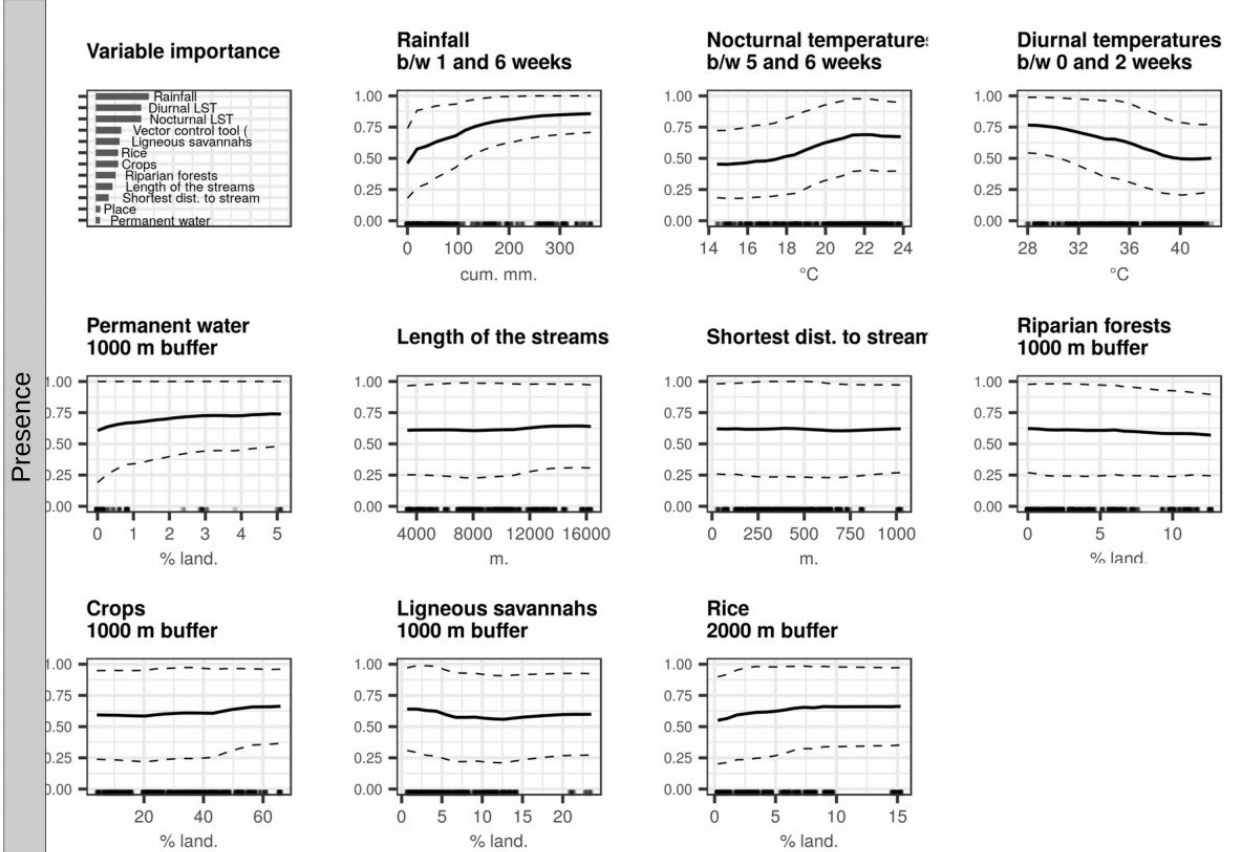 Presence
Variable importance
Rainfall
Diurnal LST
Nocturnal LST
Vector control tool (
Ligneous savannahs
Rice
Crops
Riparian forests
Length of the streams
Shortest dist. to stream
Place
Permanent water
Rainfall
b/w 1 and 6 weeks
1.00
0.75
0.50
0.25
0.00
0 100 200 300
cum. mm.
Nocturnal temperature
b/w 5 and 6 weeks
1.00
0.75
0.50
0.25
0.00
14 16 18 20 22 24
°C
Diurnal temperatures
b/w 0 and 2 weeks
1.00
0.75
0.50
0.25
0.00
28 32 36 40
°C
Permanent water
1000 m buffer
1.00
0.75
0.50
0.25
0.00
0 1 2 3 4 5
% land.
Length of the streams
1.00
0.75
0.50
0.25
0.00
4000 8000 12000 16000
m.
Shortest dist. to stream
1.00
0.75
0.50
0.25
0.00
0 250 500 750 1000
m.
Riparian forests
1000 m buffer
1.00
0.75
0.50
0.25
0.00
0 5 10
% land.
Crops
1000 m buffer
1.00
0.75
0.50
0.25
0.00
20 40 60
% land.
Ligneous savannahs
1000 m buffer
1.00
0.75
0.50
0.25
0.00
0 5 10 15 20
% land.
Rice
2000 m buffer
1.00
0.75
0.50
0.25
0.00
0 5 10 15
% land.